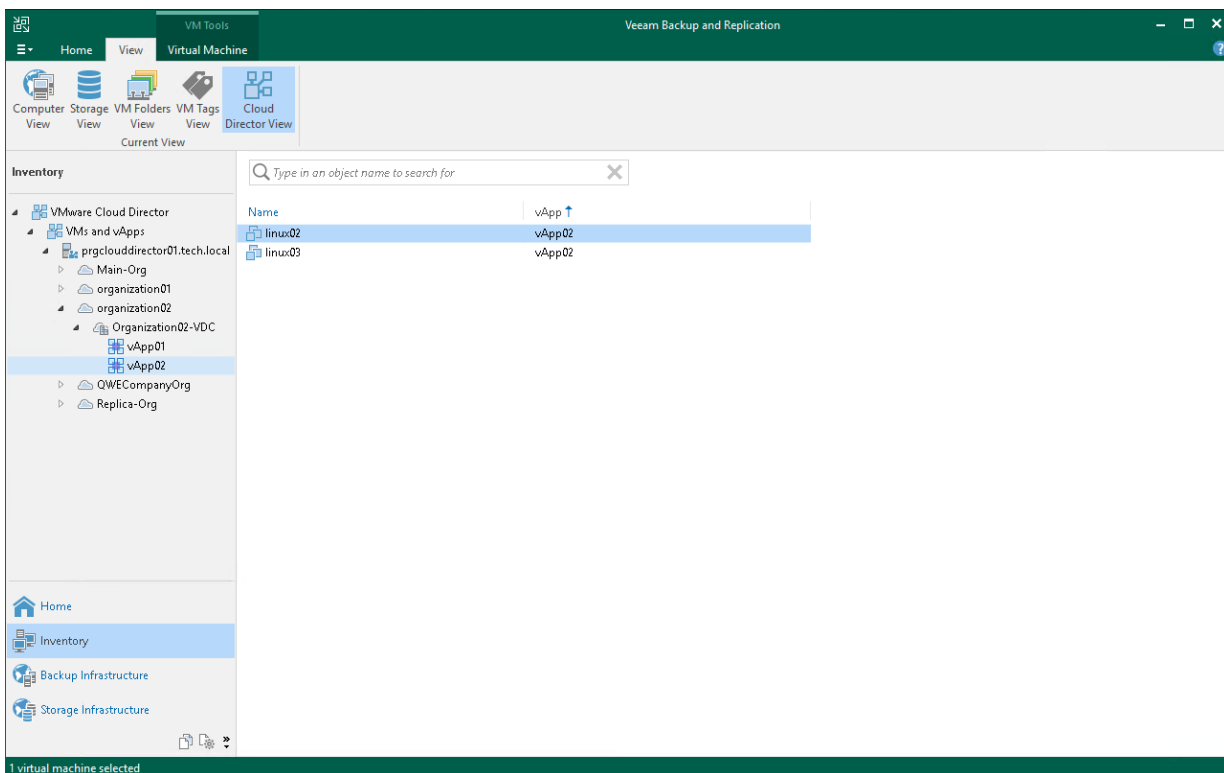 VM Tools
Veeam Backup and Replication
Home View Virtual Machine
Computer View
Storage View
VM Folders View
VM Tags View
Cloud Director View
Current View
Inventory
Type in an object name to search for
VMware Cloud Director
VMs and vApps
prgclouddirector01.tech.local
Main-Org
organization01
organization02
Organization02-VDC
vApp01
vApp02
QWECompanyOrg
Replica-Org
Name vApp
linux02 vApp02
linux03 vApp02
Home
Inventory
Backup Infrastructure
Storage Infrastructure
1 virtual machine selected